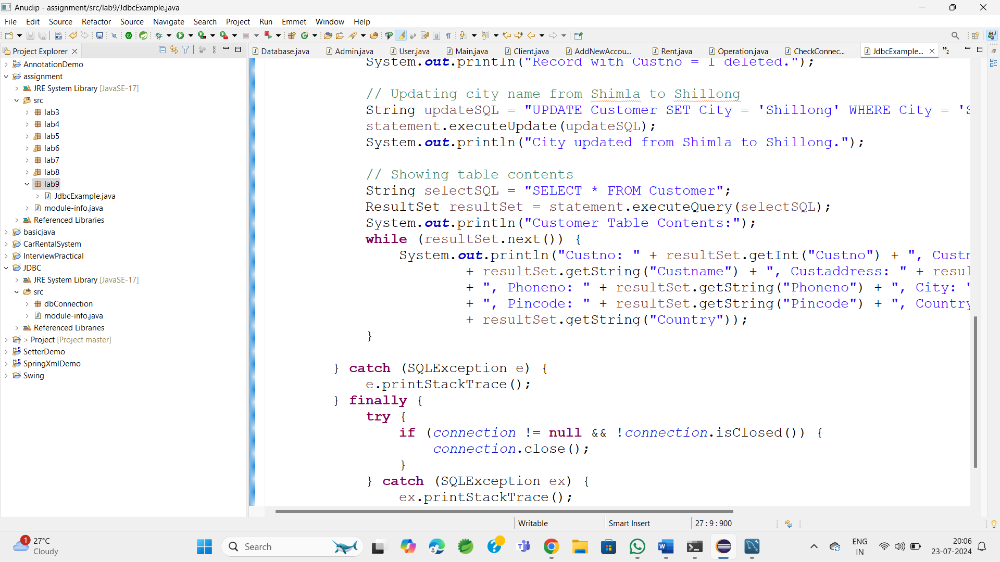 Anudip - assignment/src/lab9/JdbcExample.java
File Edit Source Refactor Source Navigate Search Project Run Emmet Window Help
Project Explorer
Database.java Admin.java User.java Main.java Client.java AddNewAccou... Rent.java Operation.java CheckConnec... JdbcExample... »2
AnnotationDemo
assignment
JRE System Library [JavaSE-17]
src
lab3
lab4
lab5
lab6
lab7
lab8
lab9
JdbcExample.java
module-info.java
Referenced Libraries
basicjava
CarRentalSystem
InterviewPractical
JDBC
JRE System Library [JavaSE-17]
src
dbConnection
module-info.java
Referenced Libraries
> Project [Project master]
SetterDemo
SpringXmlDemo
Swing
System.out.println("Record with Custno = 1 deleted.");
// Updating city name from Shimla to Shillong
String updateSQL = "UPDATE Customer SET City = 'Shillong' WHERE City = 'S
statement.executeUpdate(updateSQL);
System.out.println("City updated from Shimla to Shillong.");
// Showing table contents
String selectSQL = "SELECT * FROM Customer";
ResultSet resultSet = statement.executeQuery(selectSQL);
System.out.println("Customer Table Contents:");
while (resultSet.next()) {
System.out.println("Custno: " + resultSet.getInt("Custno") + ", Custn
+ resultSet.getString("Custname") + ", Custaddress: " + resul
+ ", Phoneno: " + resultSet.getString("Phoneno") + ", City: "
+ ", Pincode: " + resultSet.getString("Pincode") + ", Country
+ resultSet.getString("Country"));
}
} catch (SQLException e) {
e.printStackTrace();
} finally {
try {
if (connection != null && !connection.isClosed()) {
connection.close();
}
} catch (SQLException ex) {
ex.printStackTrace();
Writable Smart Insert 27 : 9 : 900
1 27°C
Cloudy
Search
ENG
IN
20:06
23-07-2024